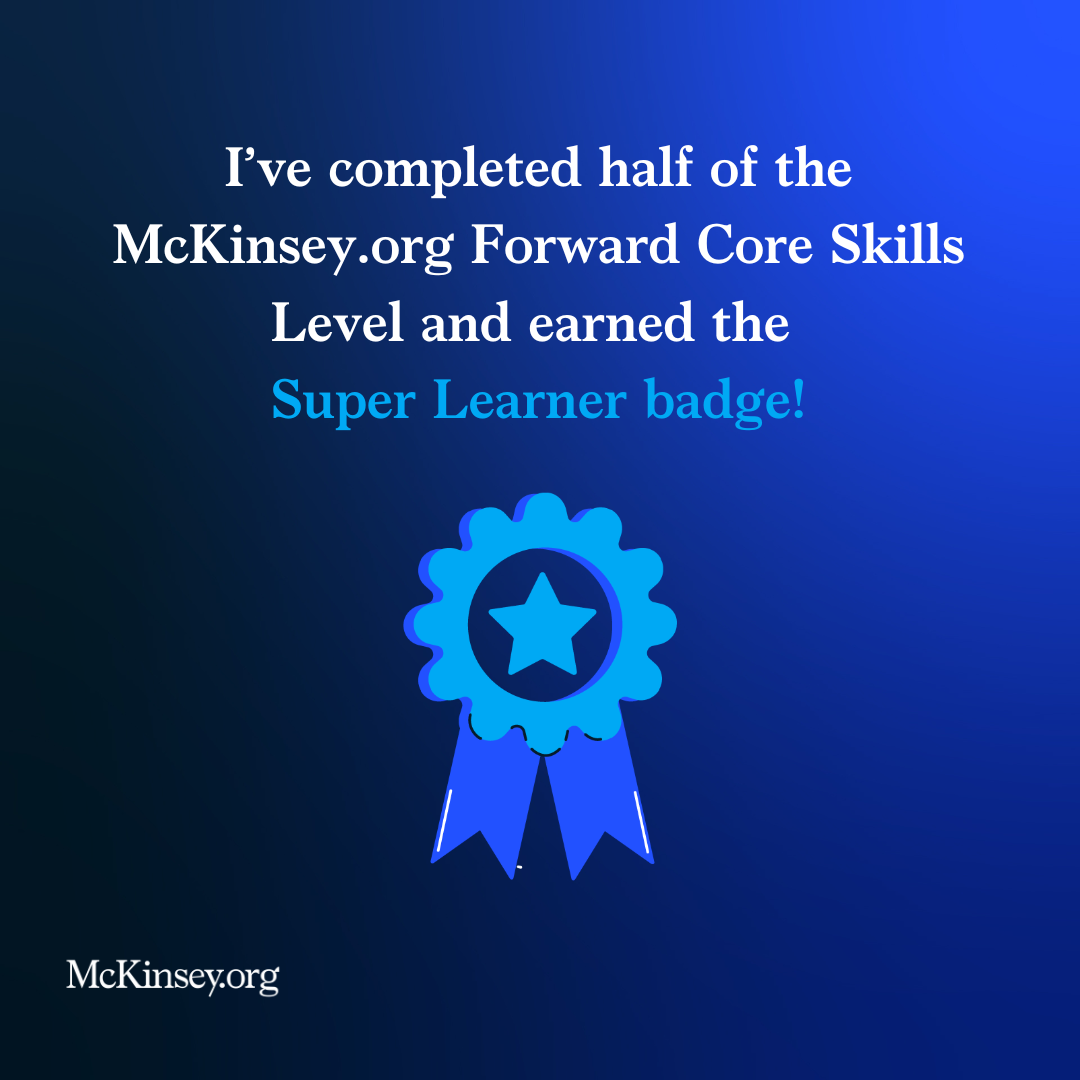 I’ve completed half of the
McKinsey.org Forward Core Skills
Level and earned the
Super Learner badge!
McKinsey.org